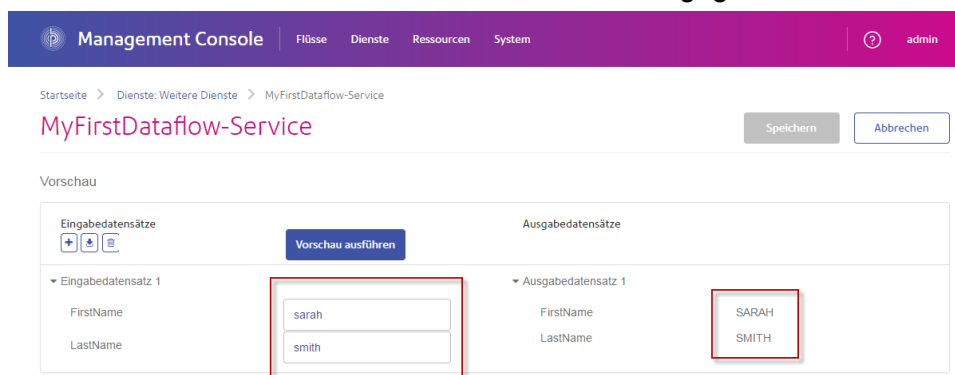 Management Console Flüsse Dienste Ressourcen System ? admin
Startseite > Dienste: Weitere Dienste > MyFirstDataflow-Service
MyFirstDataflow-Service Speichern Abbrechen
Vorschau
Eingabedatensätze Ausgabedatensätze
Vorschau ausführen
Eingabedatensatz 1 Ausgabedatensatz 1
FirstName sarah FirstName SARAH
LastName smith LastName SMITH